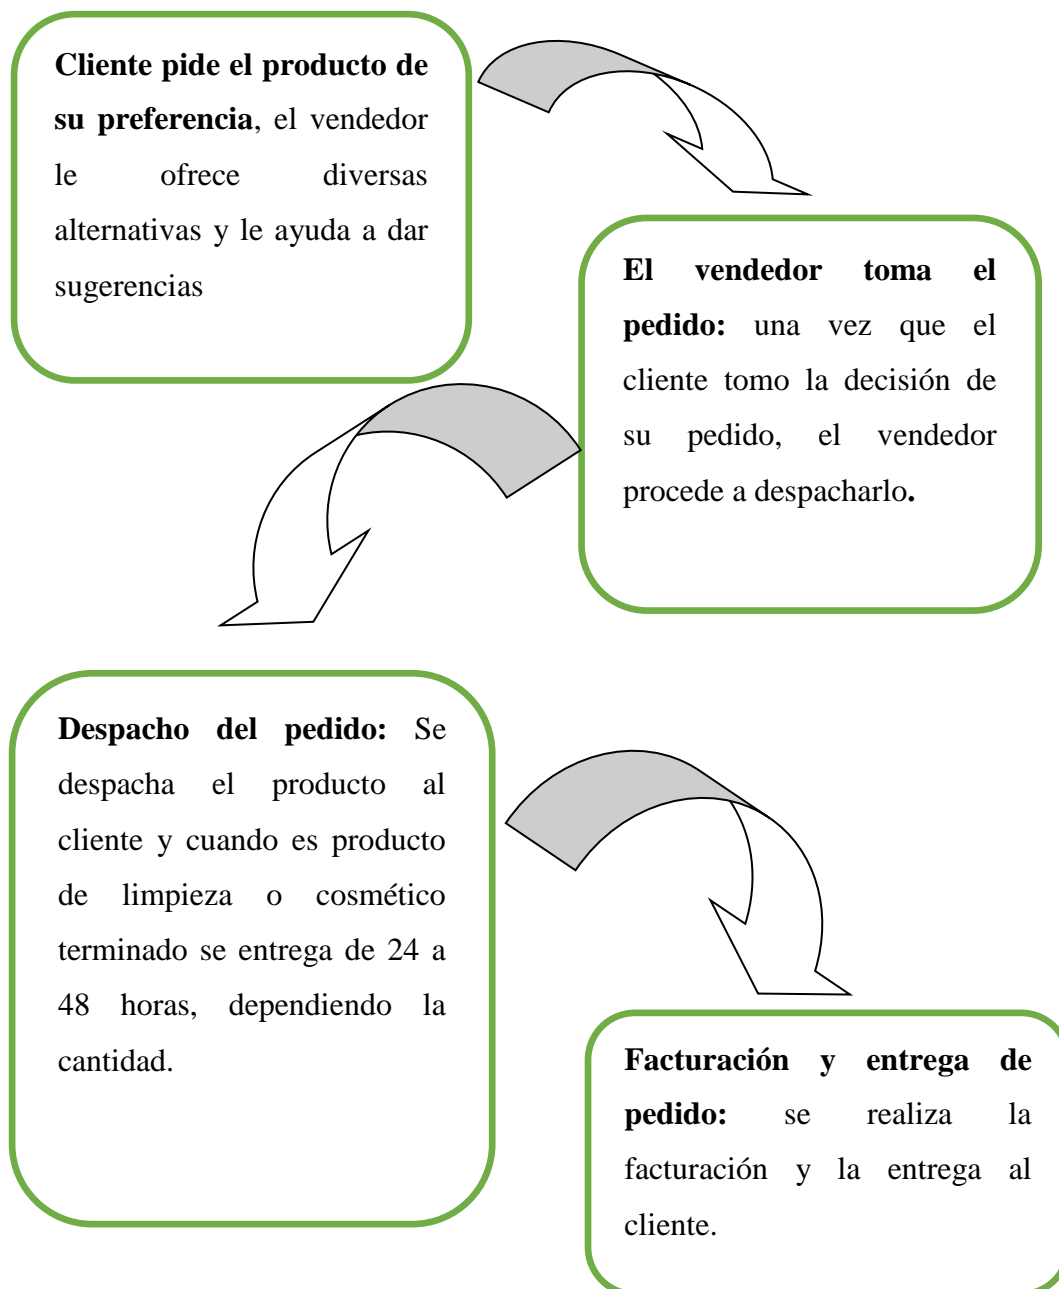 Cliente pide el producto de
su preferencia, el vendedor
le ofrece diversas
alternativas y le ayuda a dar
sugerencias
El vendedor toma el
pedido: una vez que el
cliente tomo la decisión de
su pedido, el vendedor
procede a despacharlo.
Despacho del pedido: Se
despacha el producto al
cliente y cuando es producto
de limpieza o cosmético
terminado se entrega de 24 a
48 horas, dependiendo la
cantidad.
Facturación y entrega de
pedido: se realiza la
facturación y la entrega al
cliente.